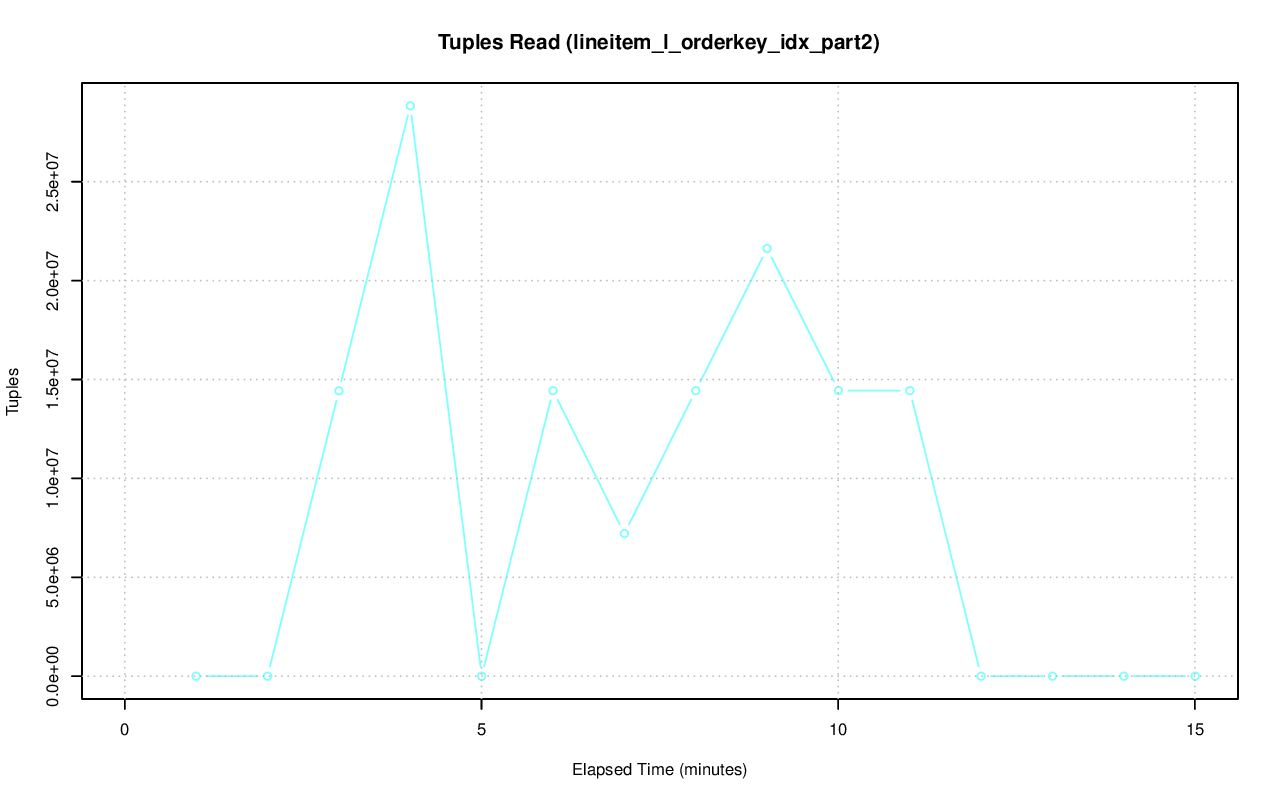 Tuples Read (lineitem_l_orderkey_idx_part2)
Tuples
2.5e+07
2.0e+07
1.5e+07
1.0e+07
5.0e+06
0.0e+00
0 5 10 15
Elapsed Time (minutes)